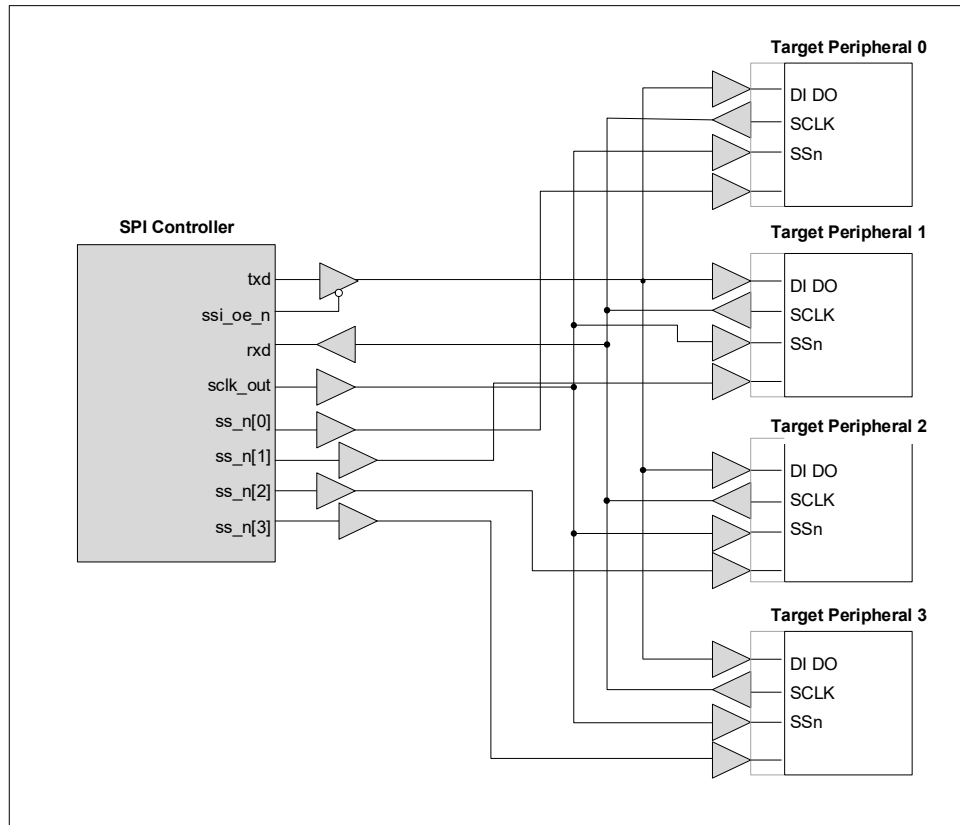 Target Peripheral 0
DI DO
SCLK
SSn
SPI Controller
txd
ssi_oe_n
rxd
sclk_out
ss_n[0]
ss_n[1]
ss_n[2]
ss_n[3]
Target Peripheral 1
DI DO
SCLK
SSn
Target Peripheral 2
DI DO
SCLK
SSn
Target Peripheral 3
DI DO
SCLK
SSn